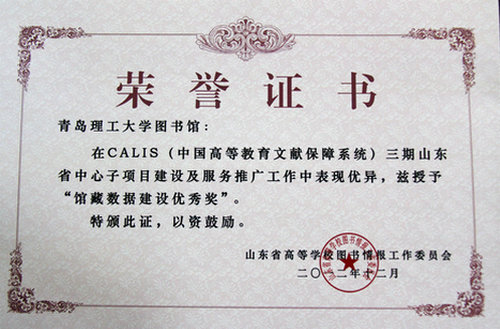 荣誉证书
青岛理工大学图书馆：
在CALIS（中国高等教育文献保障系统）三期山东
省中心子项目建设及服务推广工作中表现优异，兹授予
“馆藏数据建设优秀奖”。
特颁此证，以资鼓励。
山东省高等学校图书情报工作委员会
二〇一二年十二月